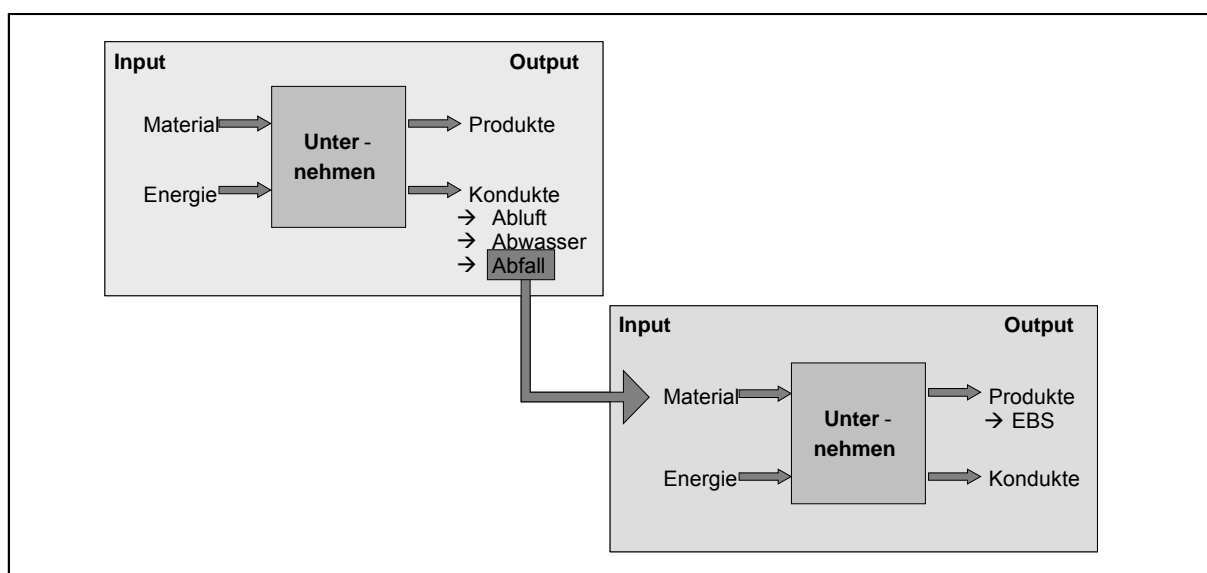 Input Output
Material Produkte
Unter -
nehmen
Energie Kondukte
→ Abluft
→ Abwasser
→ Abfall
Input Output
Material Produkte
→ EBS
Unter -
nehmen
Energie Kondukte